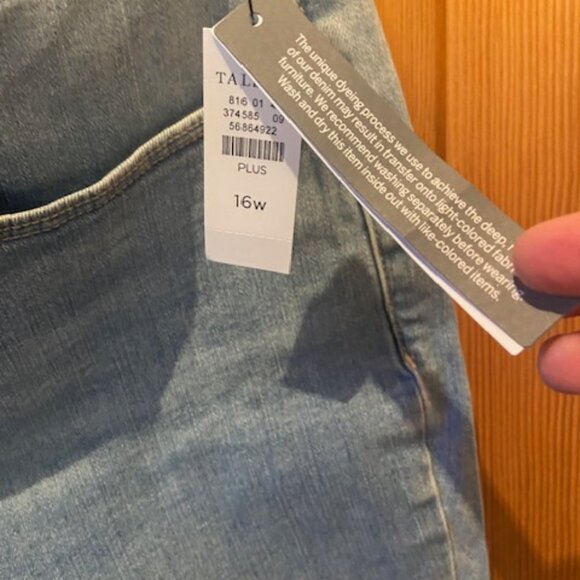 TAL
816 01
374585 09
56864922
PLUS
16w
The unique dyeing process we use to achieve the deep,
of our denim may result in transfer onto light-colored
furniture. We recommend washing separately before wearing.
Wash and dry this item inside out with like-colored items.